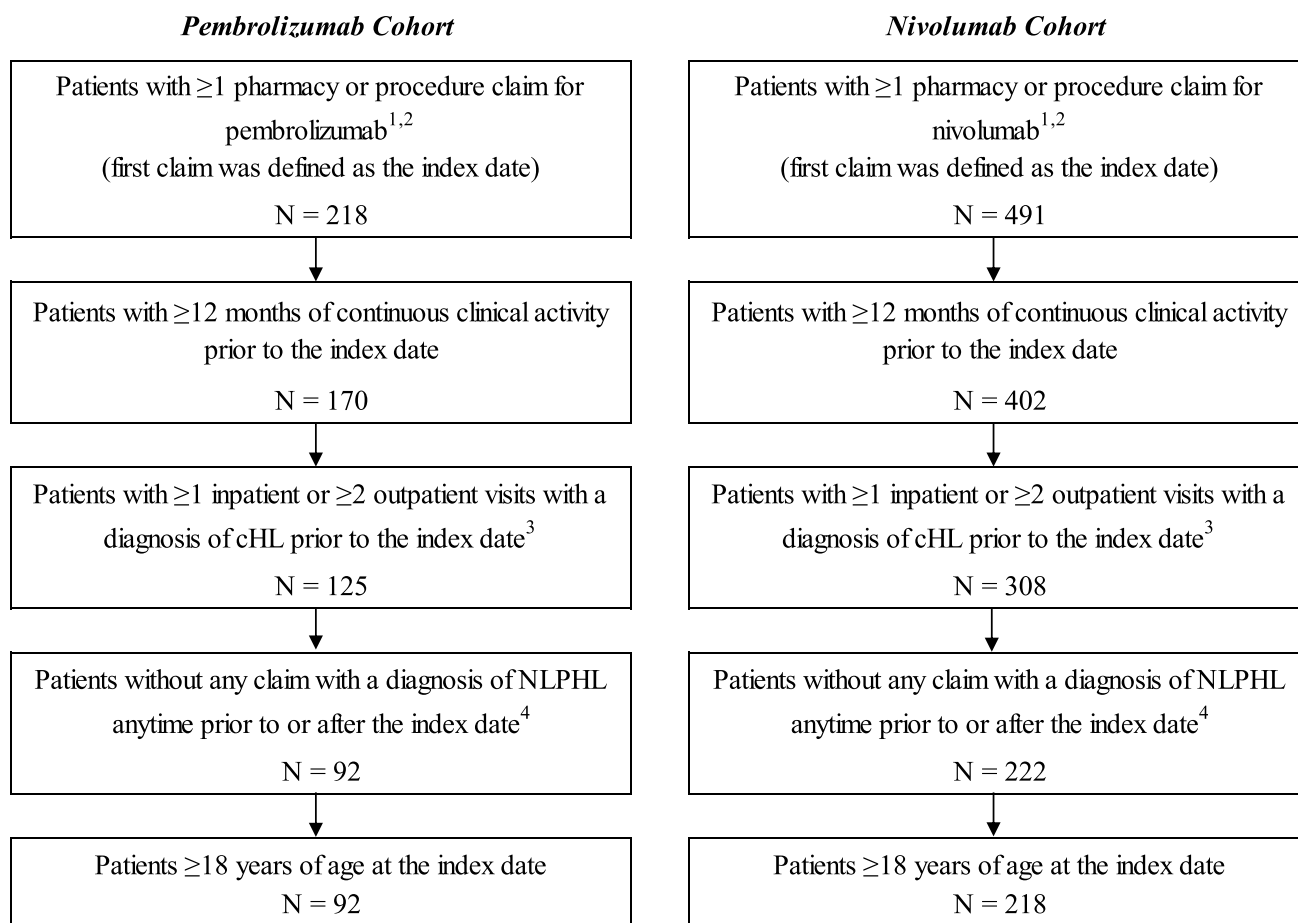 Pembrolizumab Cohort
Patients with ≥1 pharmacy or procedure claim for
pembrolizumab1,2
(first claim was defined as the index date)
N = 218
Patients with ≥12 months of continuous clinical activity
prior to the index date
N = 170
Patients with ≥1 inpatient or ≥2 outpatient visits with a
diagnosis of cHL prior to the index date3
N = 125
Patients without any claim with a diagnosis of NLPHL
anytime prior to or after the index date4
N = 92
Patients ≥18 years of age at the index date
N = 92
Nivolumab Cohort
Patients with ≥1 pharmacy or procedure claim for
nivolumab1,2
(first claim was defined as the index date)
N = 491
Patients with ≥12 months of continuous clinical activity
prior to the index date
N = 402
Patients with ≥1 inpatient or ≥2 outpatient visits with a
diagnosis of cHL prior to the index date3
N = 308
Patients without any claim with a diagnosis of NLPHL
anytime prior to or after the index date4
N = 222
Patients ≥18 years of age at the index date
N = 218